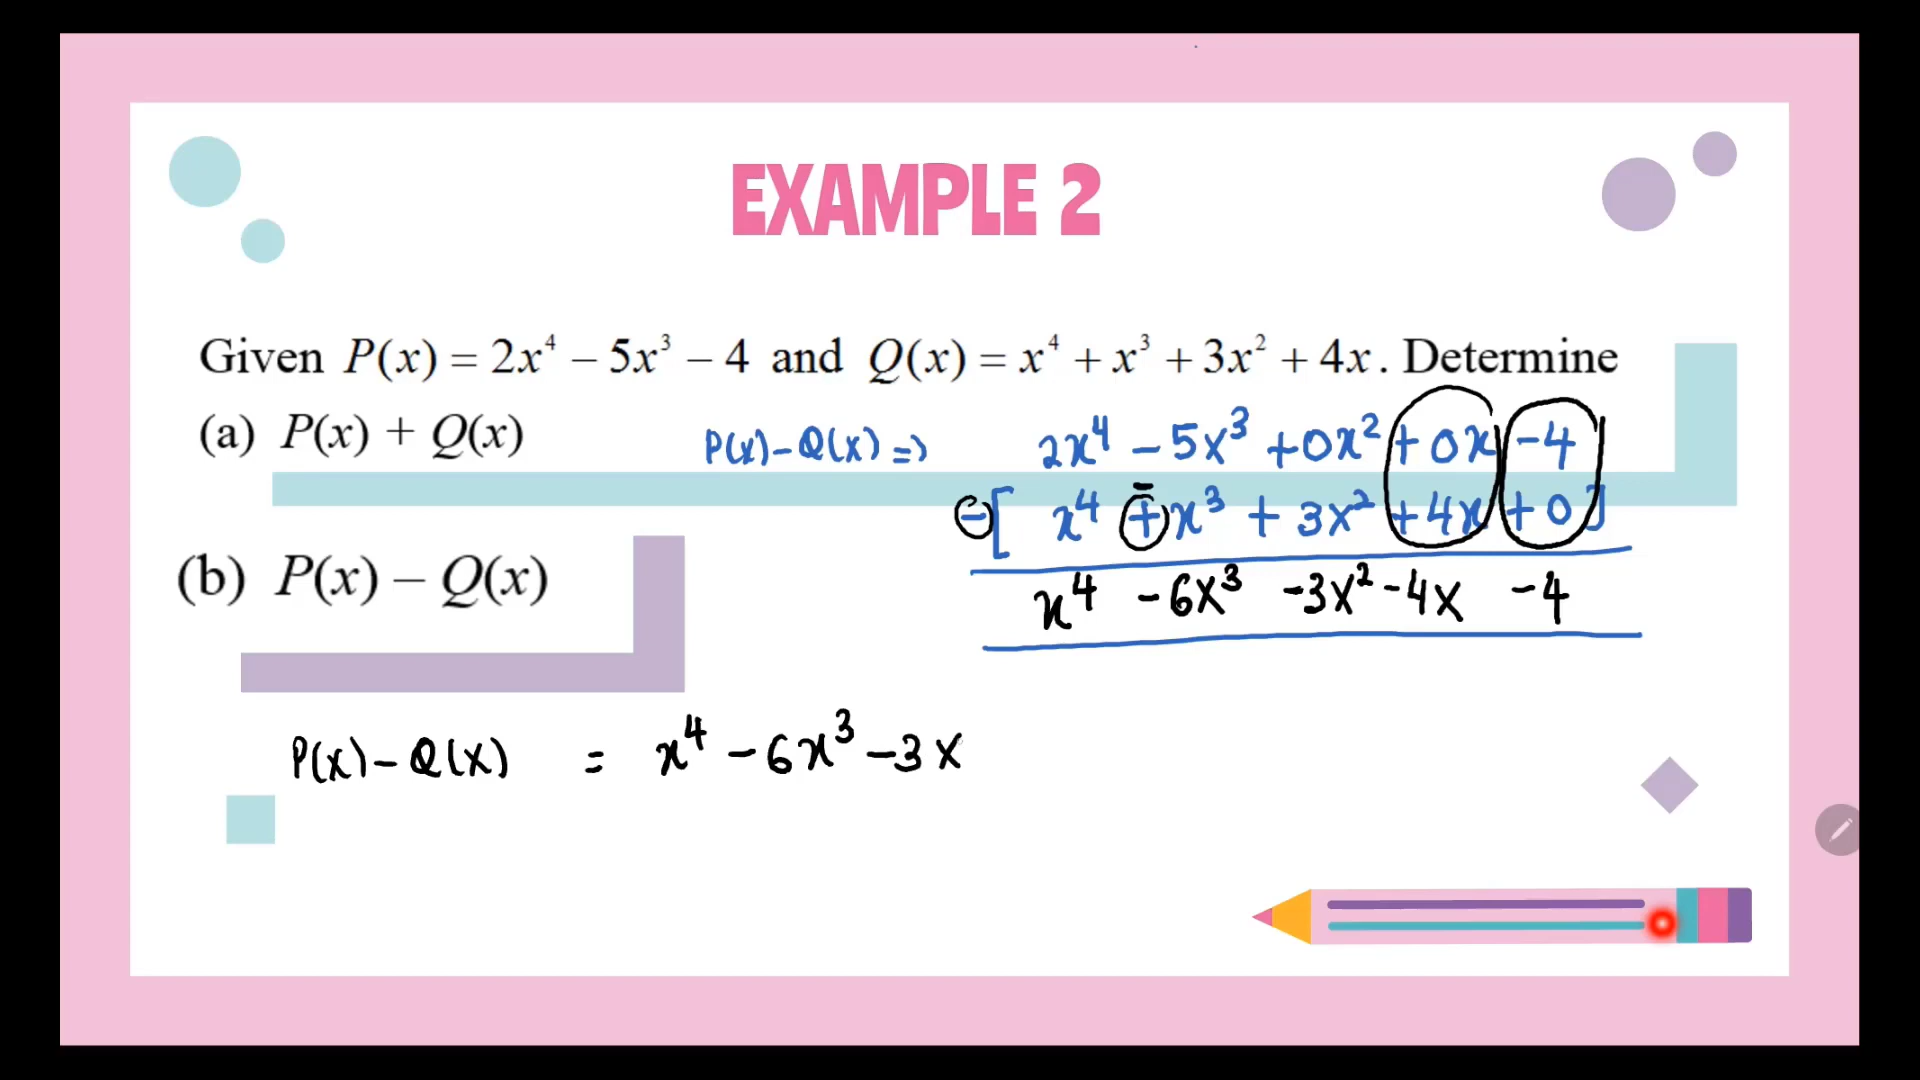 EXAMPLE 2
Given P(x) = 2x⁴ − 5x³ − 4 and Q(x) = x⁴ + x³ + 3x² + 4x. Determine
(a) P(x) + Q(x)
P(x) − Q(x) ⇒ 2x⁴ − 5x³ + 0x² + 0x − 4
− [ x⁴ + x³ + 3x² + 4x + 0 ]
(b) P(x) − Q(x)
x⁴ − 6x³ − 3x² − 4x − 4
P(x) − Q(x) = x⁴ − 6x³ − 3x